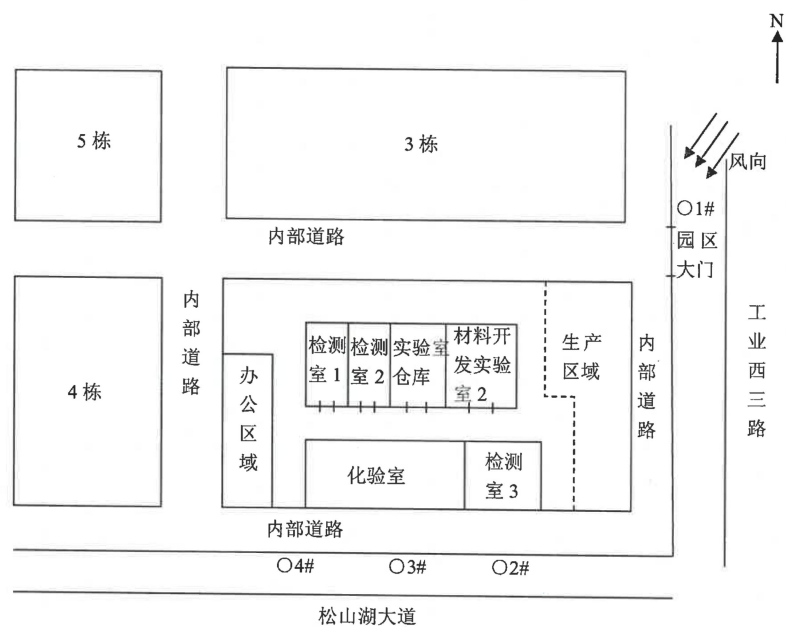 N
5 栋
3 栋
风向
○1#
内部道路
园 区
大门
内
部
道
路
检测
室 1
检测
室 2
实验室
仓库
材料开
发实验
室 2
生产
区域
内
部
道
路
工
业
西
三
路
4 栋
办
公
区
域
化验室
检测
室 3
内部道路
○4#
○3#
○2#
松山湖大道